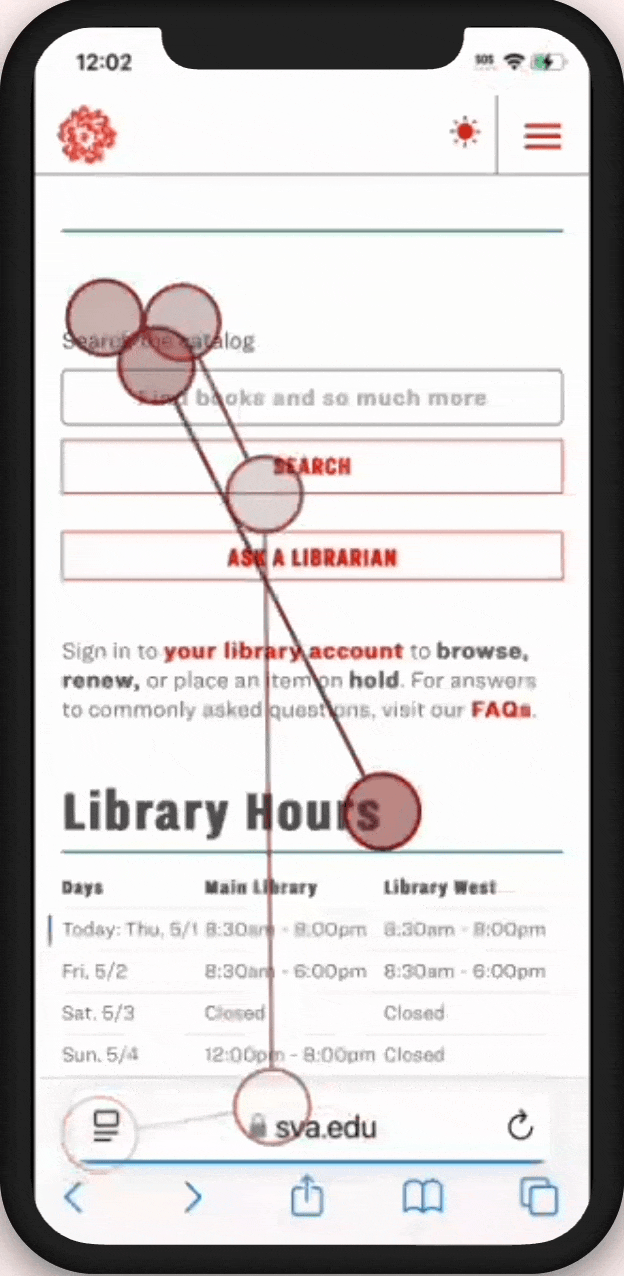 12:02
SOS
Search the catalog
Find books and so much more
SEARCH
ASK A LIBRARIAN
Sign in to your library account to browse,
renew, or place an item on hold. For answers
to commonly asked questions, visit our FAQs.
Library Hours
Days Main Library Library West
Today: Thu, 5/1 8:30am - 8:00pm 8:30am - 8:00pm
Fri, 5/2 8:30am - 6:00pm 8:30am - 6:00pm
Sat, 5/3 Closed Closed
Sun, 5/4 12:00pm - 8:00pm Closed
sva.edu